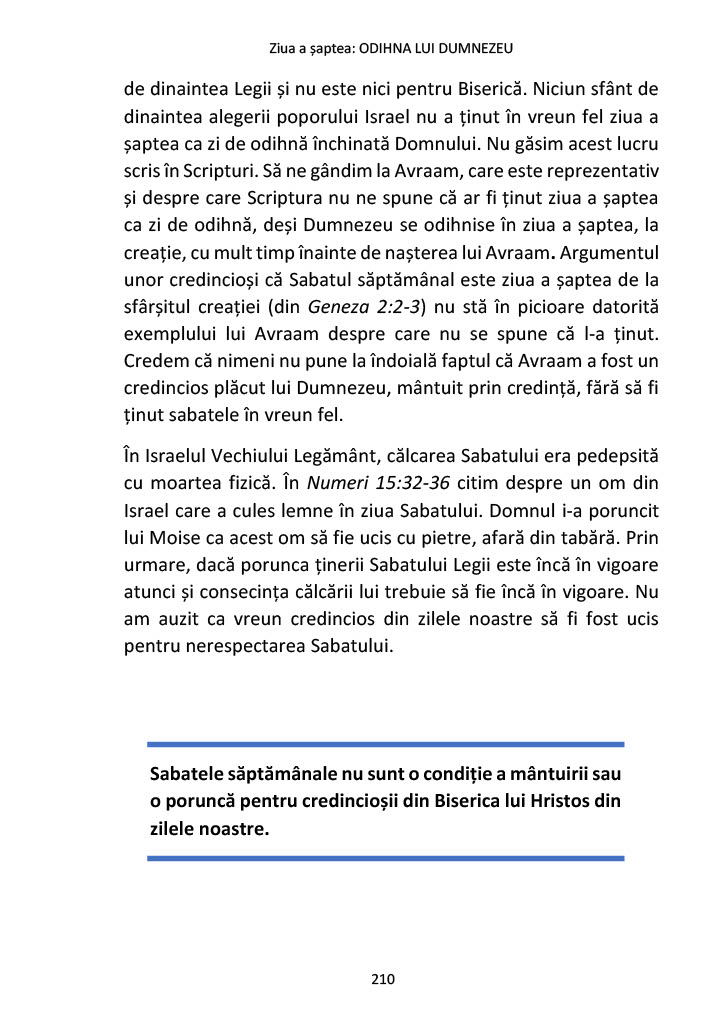 Ziua a șaptea: ODIHNA LUI DUMNEZEU
de dinaintea Legii și nu este nici pentru Biserică. Niciun sfânt de
dinaintea alegerii poporului Israel nu a ținut în vreun fel ziua a
șaptea ca zi de odihnă închinată Domnului. Nu găsim acest lucru
scris în Scripturi. Să ne gândim la Avraam, care este reprezentativ
și despre care Scriptura nu ne spune că ar fi ținut ziua a șaptea
ca zi de odihnă, deși Dumnezeu se odihnise în ziua a șaptea, la
creație, cu mult timp înainte de nașterea lui Avraam. Argumentul
unor credincioși că Sabatul săptămânal este ziua a șaptea de la
sfârșitul creației (din Geneza 2:2-3) nu stă în picioare datorită
exemplului lui Avraam despre care nu se spune că l-a ținut.
Credem că nimeni nu pune la îndoială faptul că Avraam a fost un
credincios plăcut lui Dumnezeu, mântuit prin credință, fără să fi
ținut sabatele în vreun fel.
În Israelul Vechiului Legământ, călcarea Sabatului era pedepsită
cu moartea fizică. În Numeri 15:32-36 citim despre un om din
Israel care a cules lemne în ziua Sabatului. Domnul i-a poruncit
lui Moise ca acest om să fie ucis cu pietre, afară din tabără. Prin
urmare, dacă porunca ținerii Sabatului Legii este încă în vigoare
atunci și consecința călcării lui trebuie să fie încă în vigoare. Nu
am auzit ca vreun credincios din zilele noastre să fi fost ucis
pentru nerespectarea Sabatului.
Sabatele săptămânale nu sunt o condiție a mântuirii sau
o poruncă pentru credincioșii din Biserica lui Hristos din
zilele noastre.
210